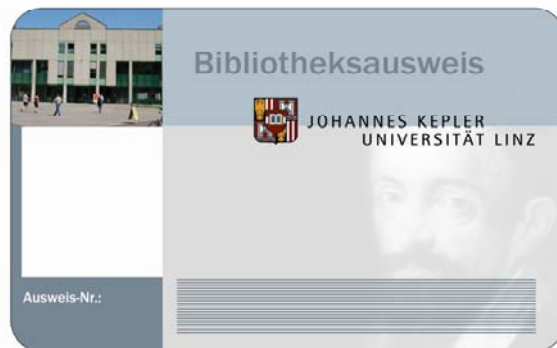 Bibliotheksausweis
JOHANNES KEPLER
UNIVERSITÄT LINZ
Ausweis-Nr.: